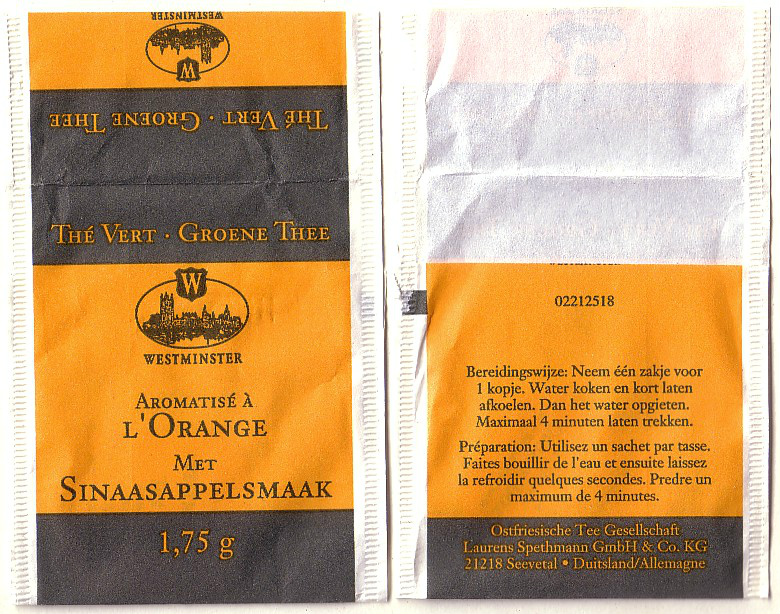 WESTMINSTER
W
THÉ VERT · GROENE THEE
THÉ VERT · GROENE THEE
W
WESTMINSTER
AROMATISÉ À
L'ORANGE
MET
SINAASAPPELSMAAK
1,75 g
02212518
Bereidingswijze: Neem één zakje voor
1 kopje. Water koken en kort laten
afkoelen. Dan het water opgieten.
Maximaal 4 minuten laten trekken.
Préparation: Utilisez un sachet par tasse.
Faites bouillir de l'eau et ensuite laissez
la refroidir quelques secondes. Predre un
maximum de 4 minutes.
Ostfriesische Tee Gesellschaft
Laurens Spethmann GmbH & Co. KG
21218 Seevetal • Duitsland/Allemagne